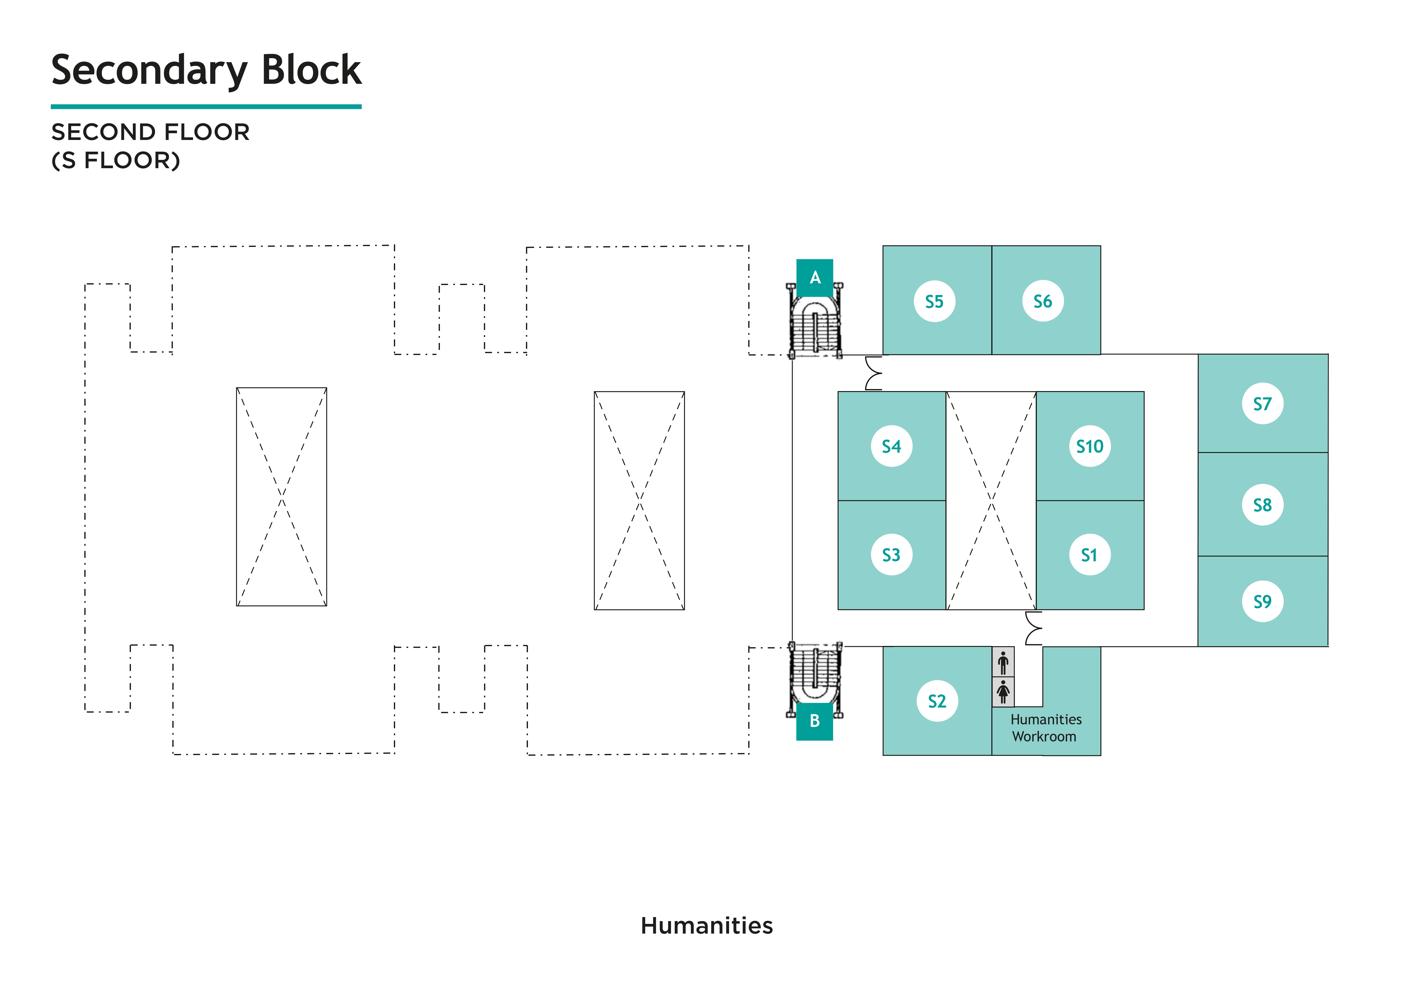 Secondary Block
SECOND FLOOR
(S FLOOR)
A
S5
S6
S7
S4
S10
S8
S3
S1
S9
S2
B
Humanities
Workroom
Humanities